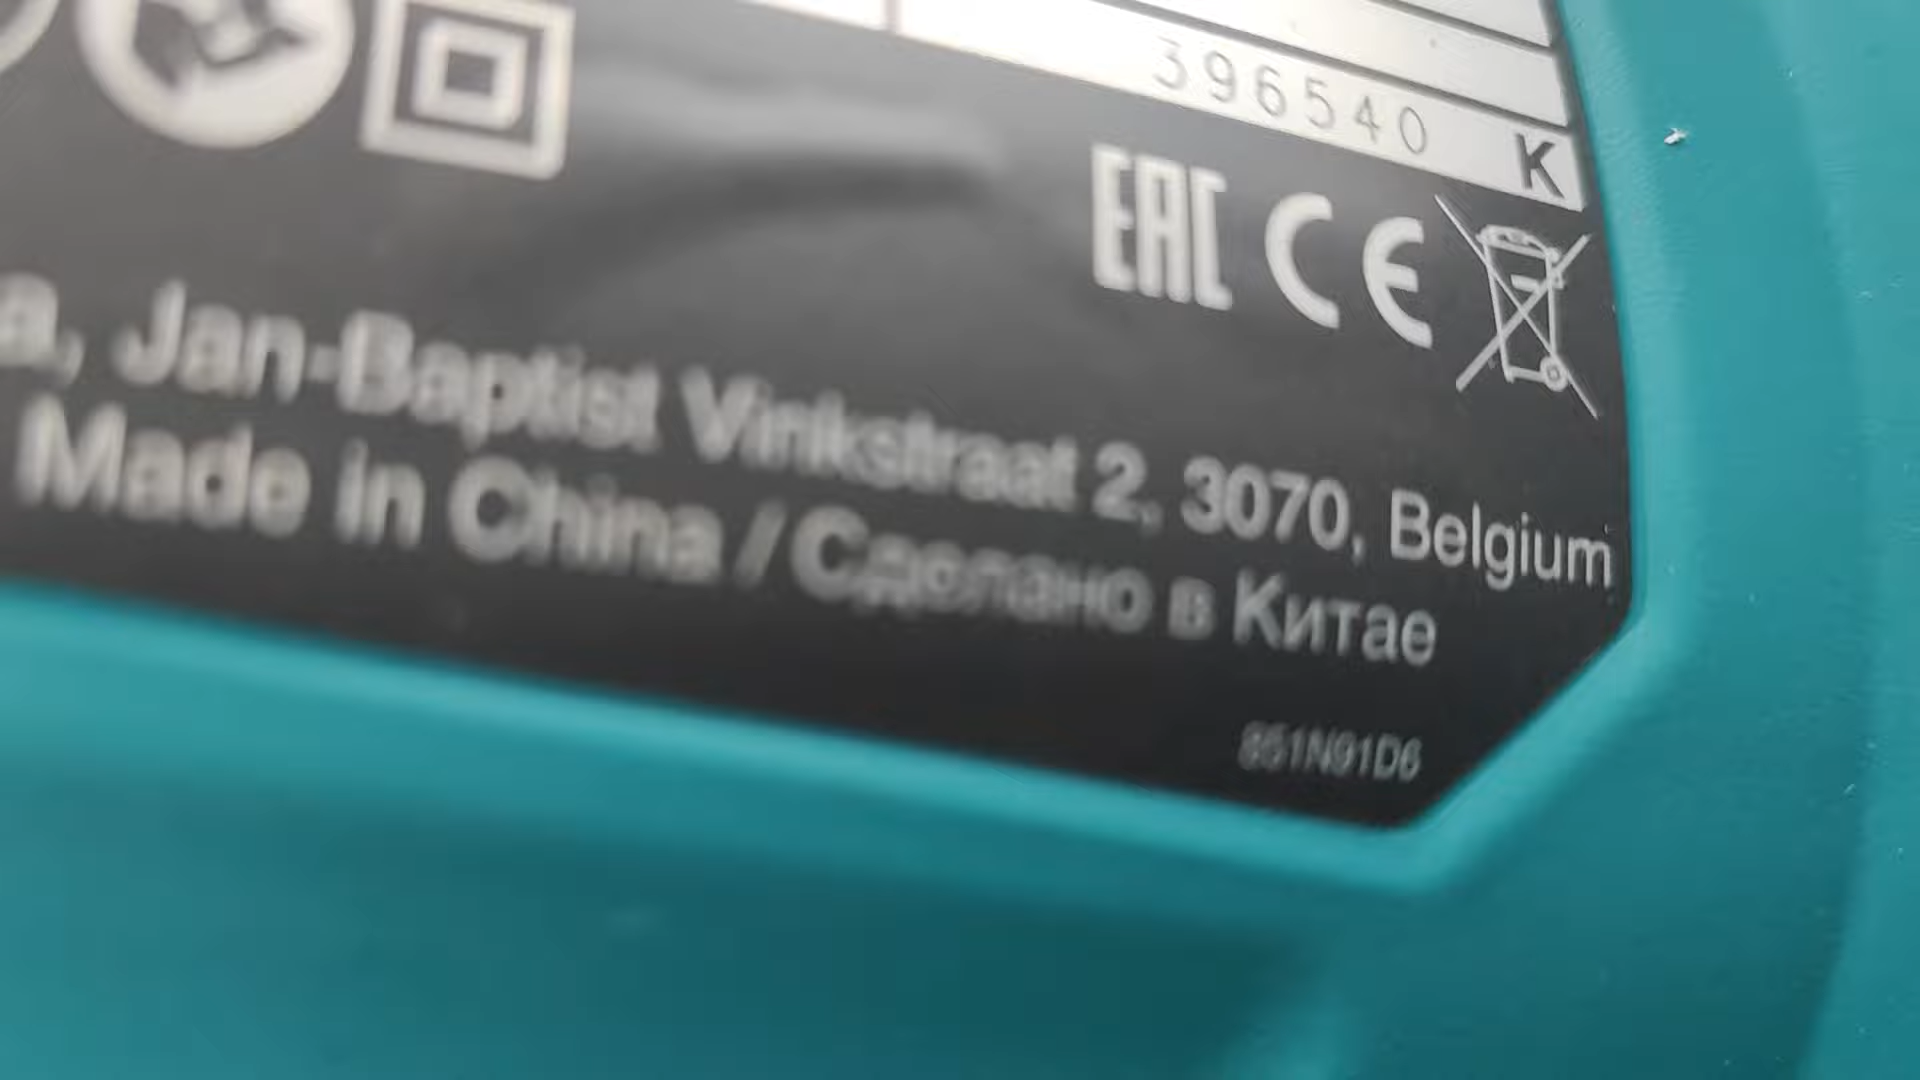 396540 K
EAC CE
a, Jan-Baptist Vinkstraat 2, 3070, Belgium
Made in China / Сделано в Китае
851N91D6